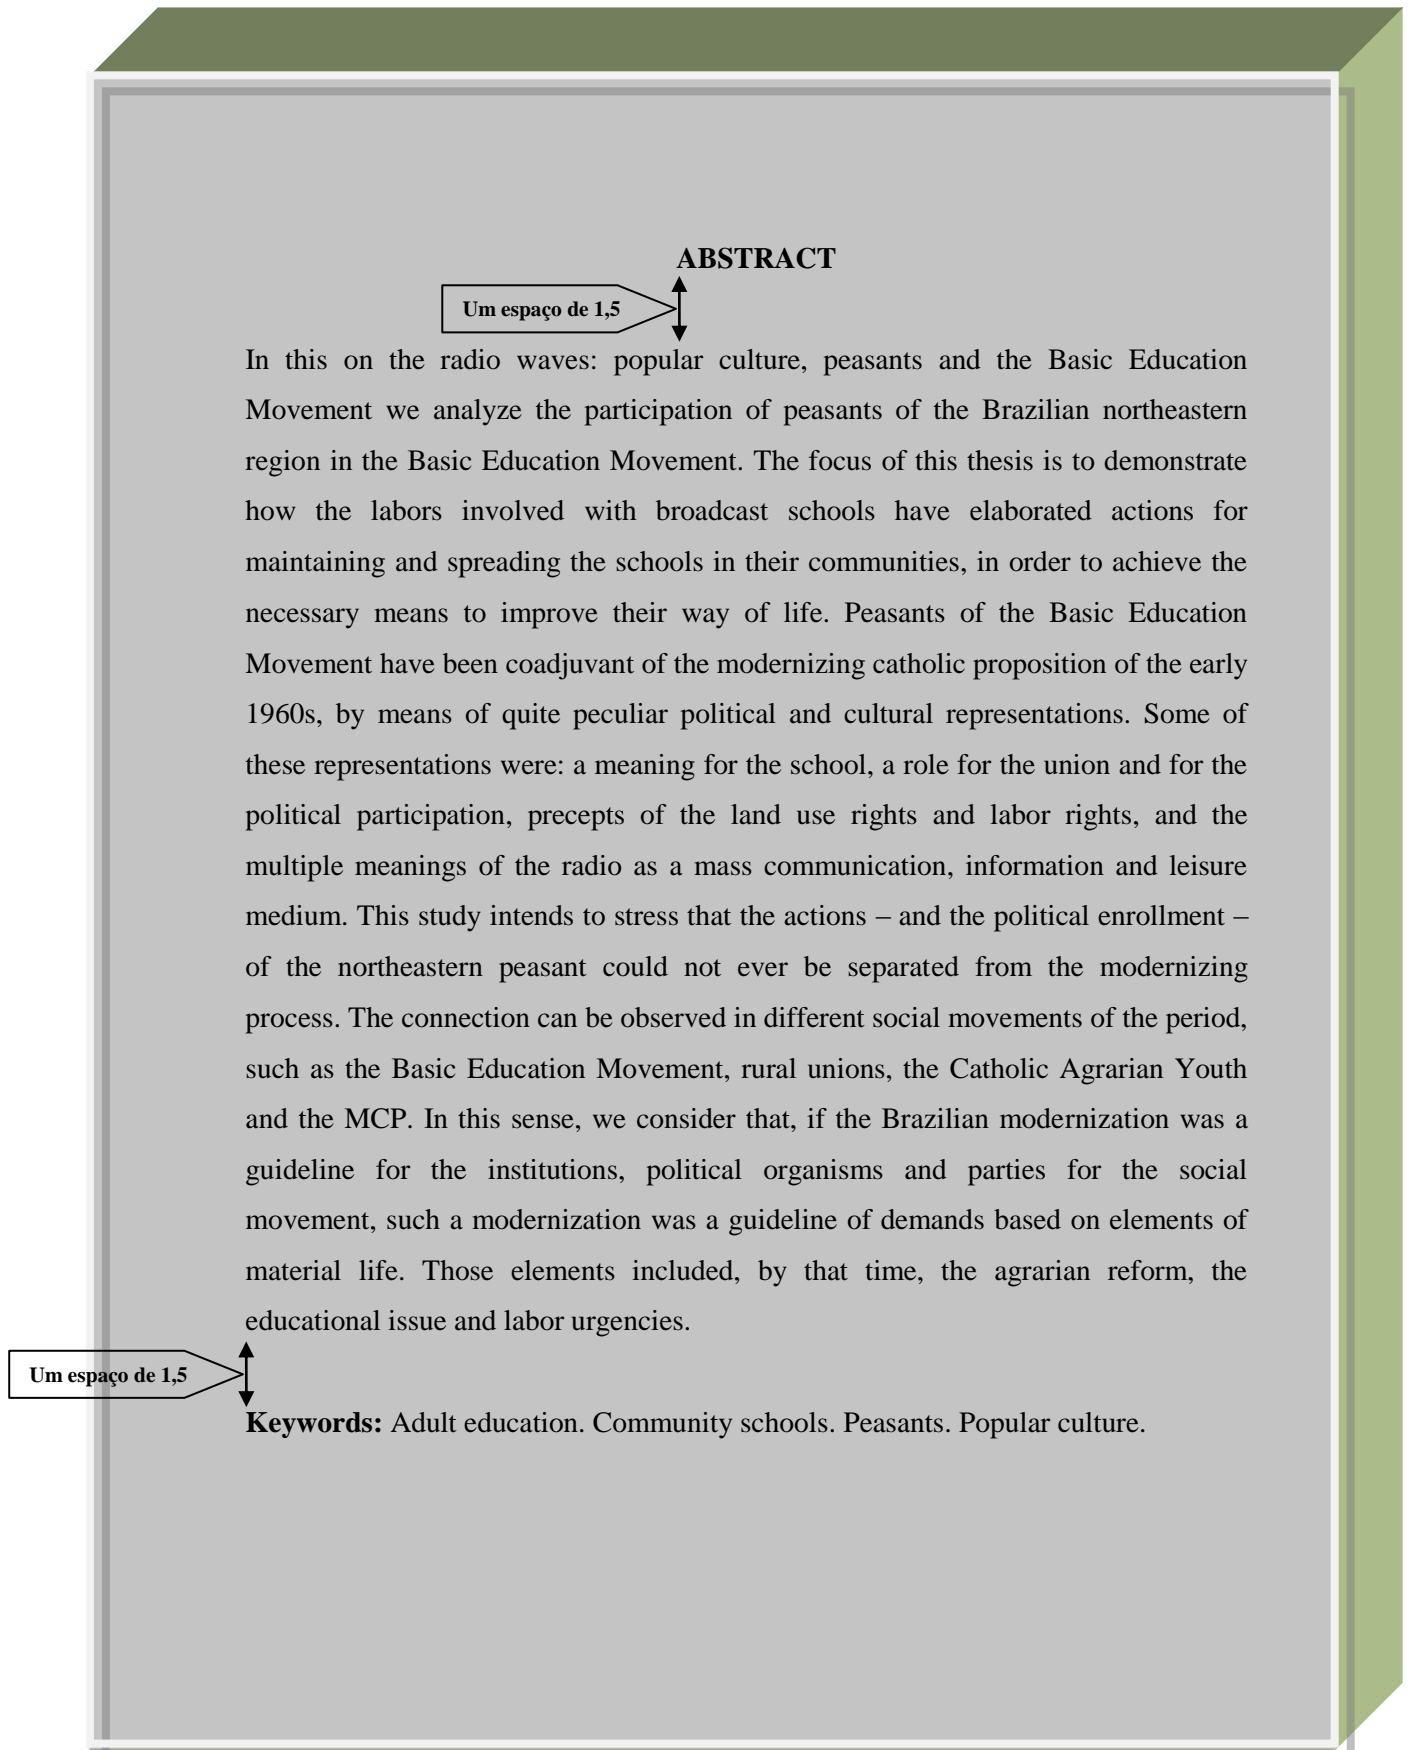 ABSTRACT
Um espaço de 1,5
In this on the radio waves: popular culture, peasants and the Basic Education
Movement we analyze the participation of peasants of the Brazilian northeastern
region in the Basic Education Movement. The focus of this thesis is to demonstrate
how the labors involved with broadcast schools have elaborated actions for
maintaining and spreading the schools in their communities, in order to achieve the
necessary means to improve their way of life. Peasants of the Basic Education
Movement have been coadjuvant of the modernizing catholic proposition of the early
1960s, by means of quite peculiar political and cultural representations. Some of
these representations were: a meaning for the school, a role for the union and for the
political participation, precepts of the land use rights and labor rights, and the
multiple meanings of the radio as a mass communication, information and leisure
medium. This study intends to stress that the actions – and the political enrollment –
of the northeastern peasant could not ever be separated from the modernizing
process. The connection can be observed in different social movements of the period,
such as the Basic Education Movement, rural unions, the Catholic Agrarian Youth
and the MCP. In this sense, we consider that, if the Brazilian modernization was a
guideline for the institutions, political organisms and parties for the social
movement, such a modernization was a guideline of demands based on elements of
material life. Those elements included, by that time, the agrarian reform, the
educational issue and labor urgencies.
Um espaço de 1,5
Keywords: Adult education. Community schools. Peasants. Popular culture.